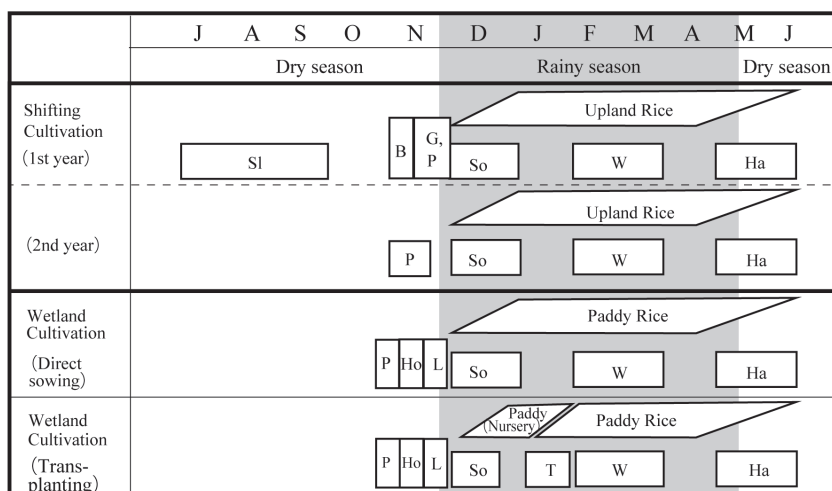 J A S O N D J F M A M J
Dry season Rainy season Dry season
Shifting
Cultivation
(1st year)
Upland Rice
Sl B G, P So W Ha
(2nd year)
Upland Rice
P So W Ha
Wetland
Cultivation
(Direct
sowing)
Paddy Rice
P Ho L So W Ha
Wetland
Cultivation
(Trans-
planting)
Paddy
(Nursery)
Paddy Rice
P Ho L So T W Ha